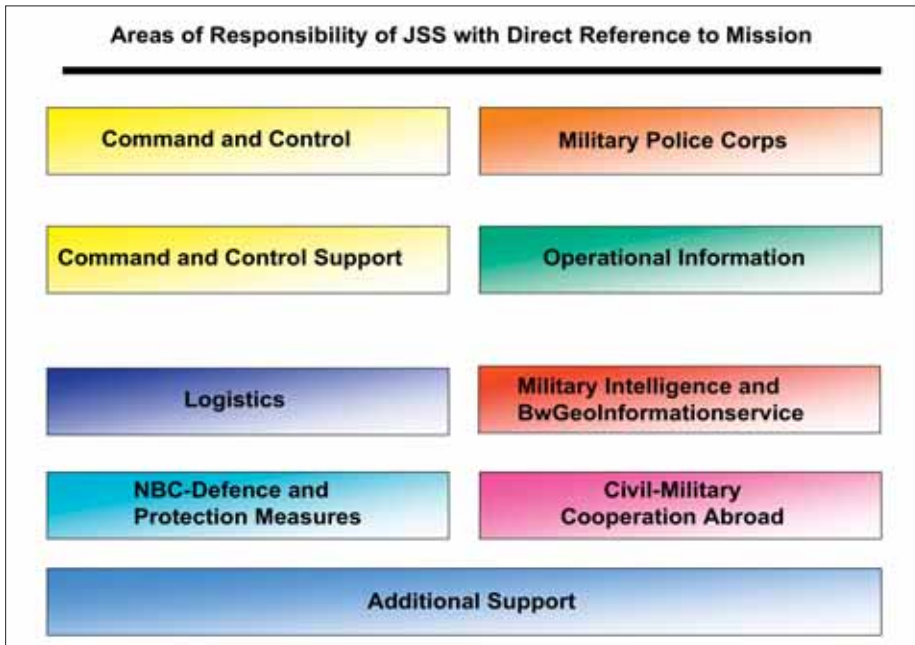 Areas of Responsibility of JSS with Direct Reference to Mission
Command and Control
Military Police Corps
Command and Control Support
Operational Information
Logistics
Military Intelligence and
BwGeoInformationservice
NBC-Defence and
Protection Measures
Civil-Military
Cooperation Abroad
Additional Support